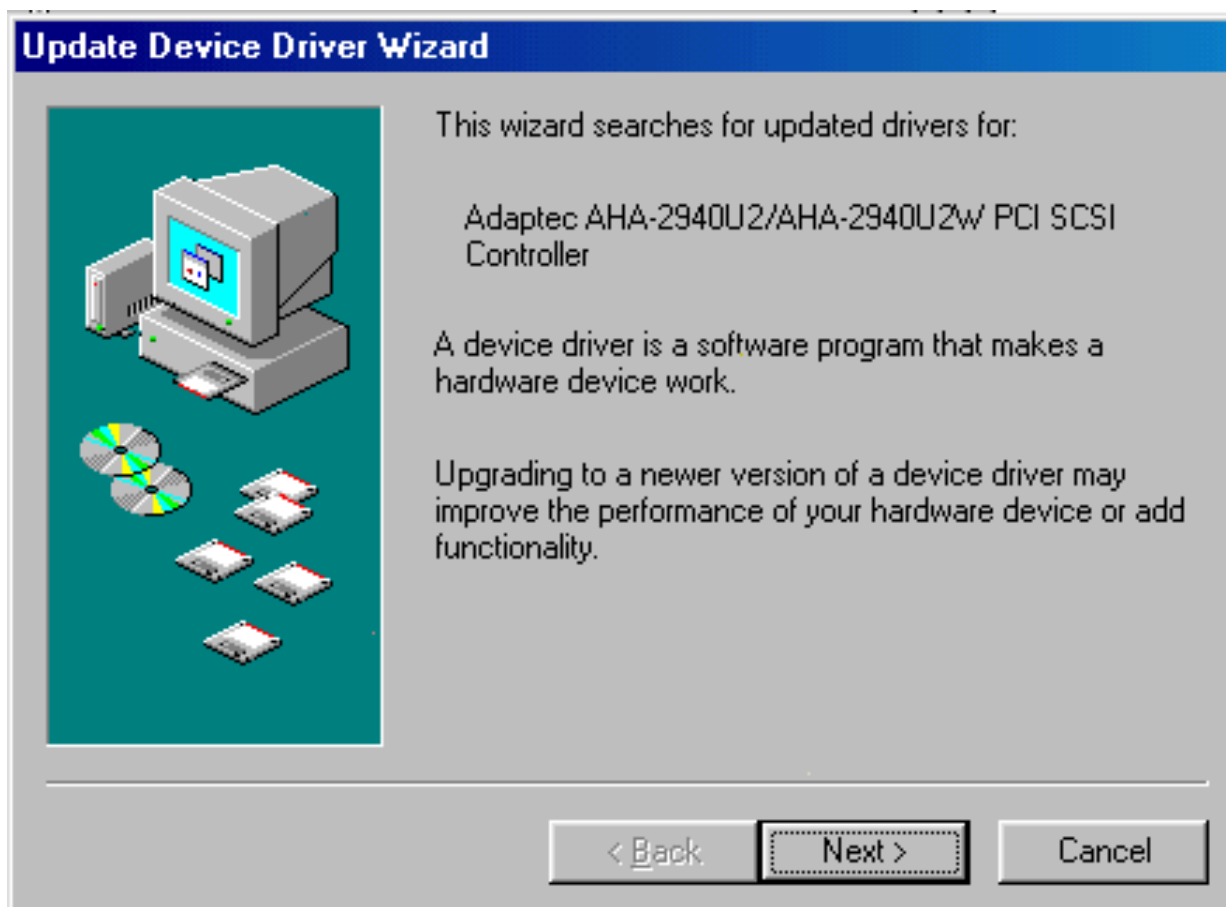 Update Device Driver Wizard
This wizard searches for updated drivers for:
Adaptec AHA-2940U2/AHA-2940U2W PCI SCSI
Controller
A device driver is a software program that makes a
hardware device work.
Upgrading to a newer version of a device driver may
improve the performance of your hardware device or add
functionality.
< Back
Next >
Cancel